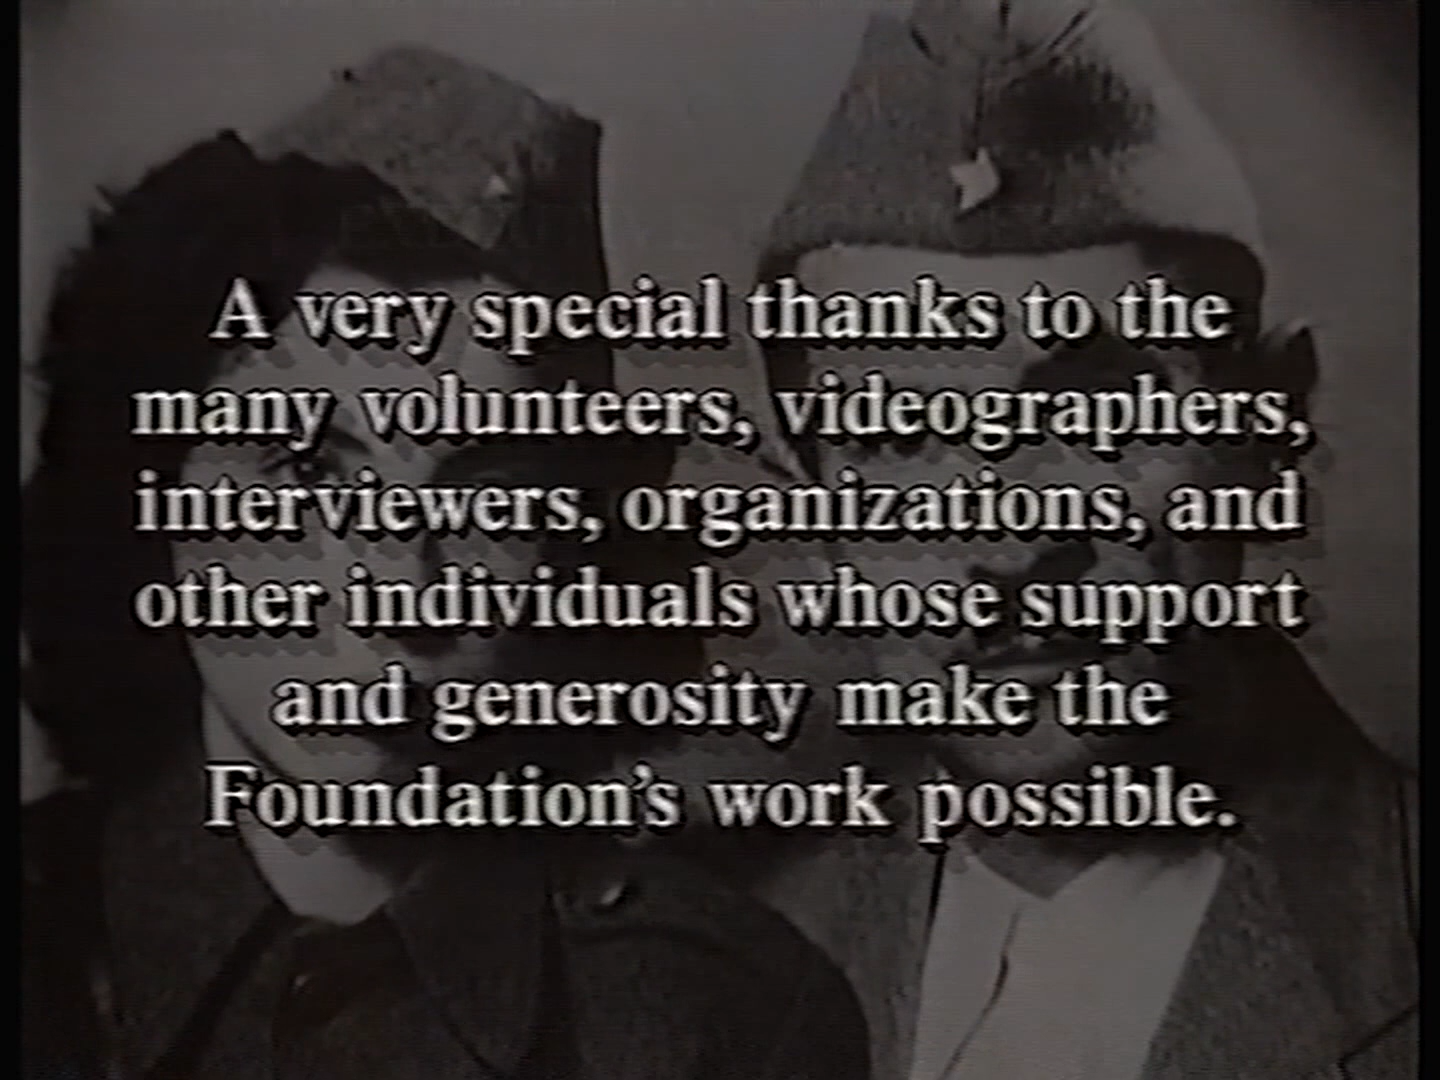 A very special thanks to the
many volunteers, videographers,
interviewers, organizations, and
other individuals whose support
and generosity make the
Foundation's work possible.